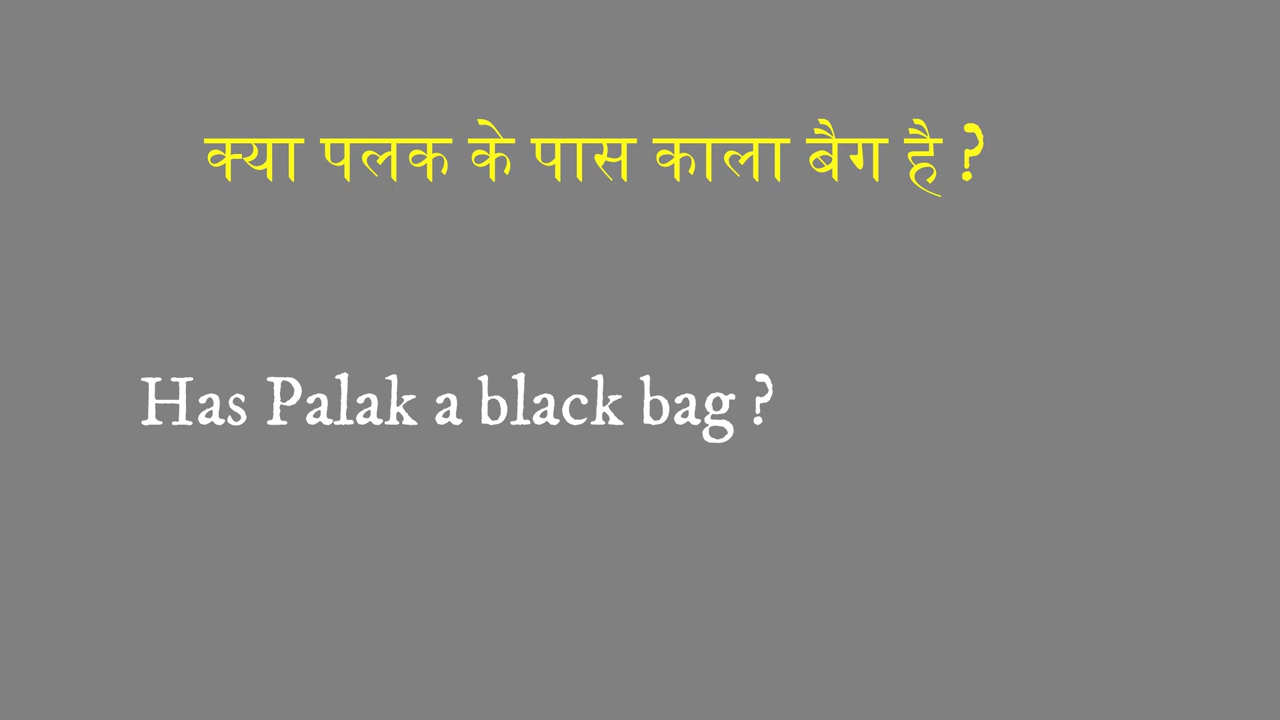 क्या पलक के पास काला बैग है ?
Has Palak a black bag ?